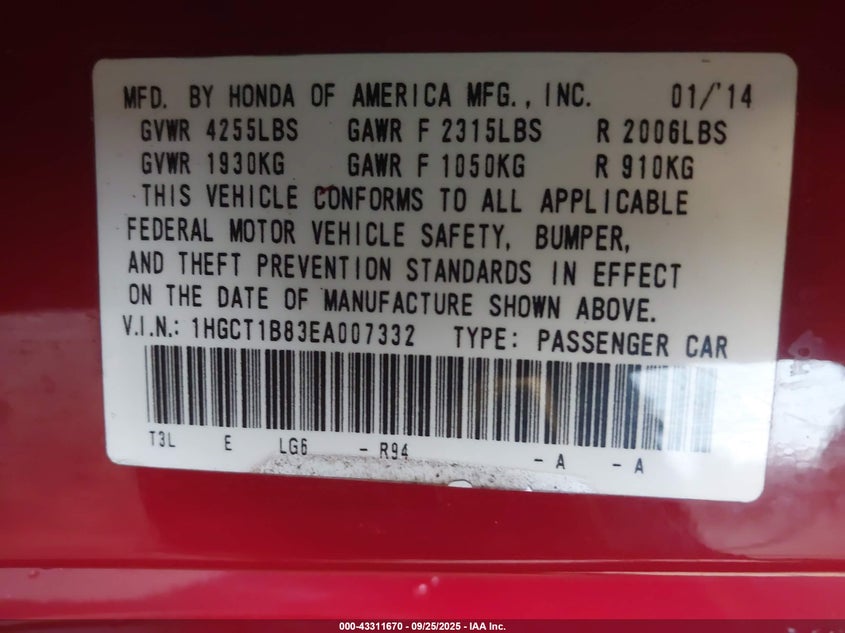 MFD. BY HONDA OF AMERICA MFG., INC. 01/'14
GVWR 4255LBS GAWR F 2315LBS R 2006LBS
GVWR 1930KG GAWR F 1050KG R 910KG
THIS VEHICLE CONFORMS TO ALL APPLICABLE
FEDERAL MOTOR VEHICLE SAFETY, BUMPER,
AND THEFT PREVENTION STANDARDS IN EFFECT
ON THE DATE OF MANUFACTURE SHOWN ABOVE.
V.I.N.: 1HGCT1B83EA007332 TYPE: PASSENGER CAR
T3L E LG6 - R94 - A - A
000-43311670 - 09/25/2025 - IAA Inc.